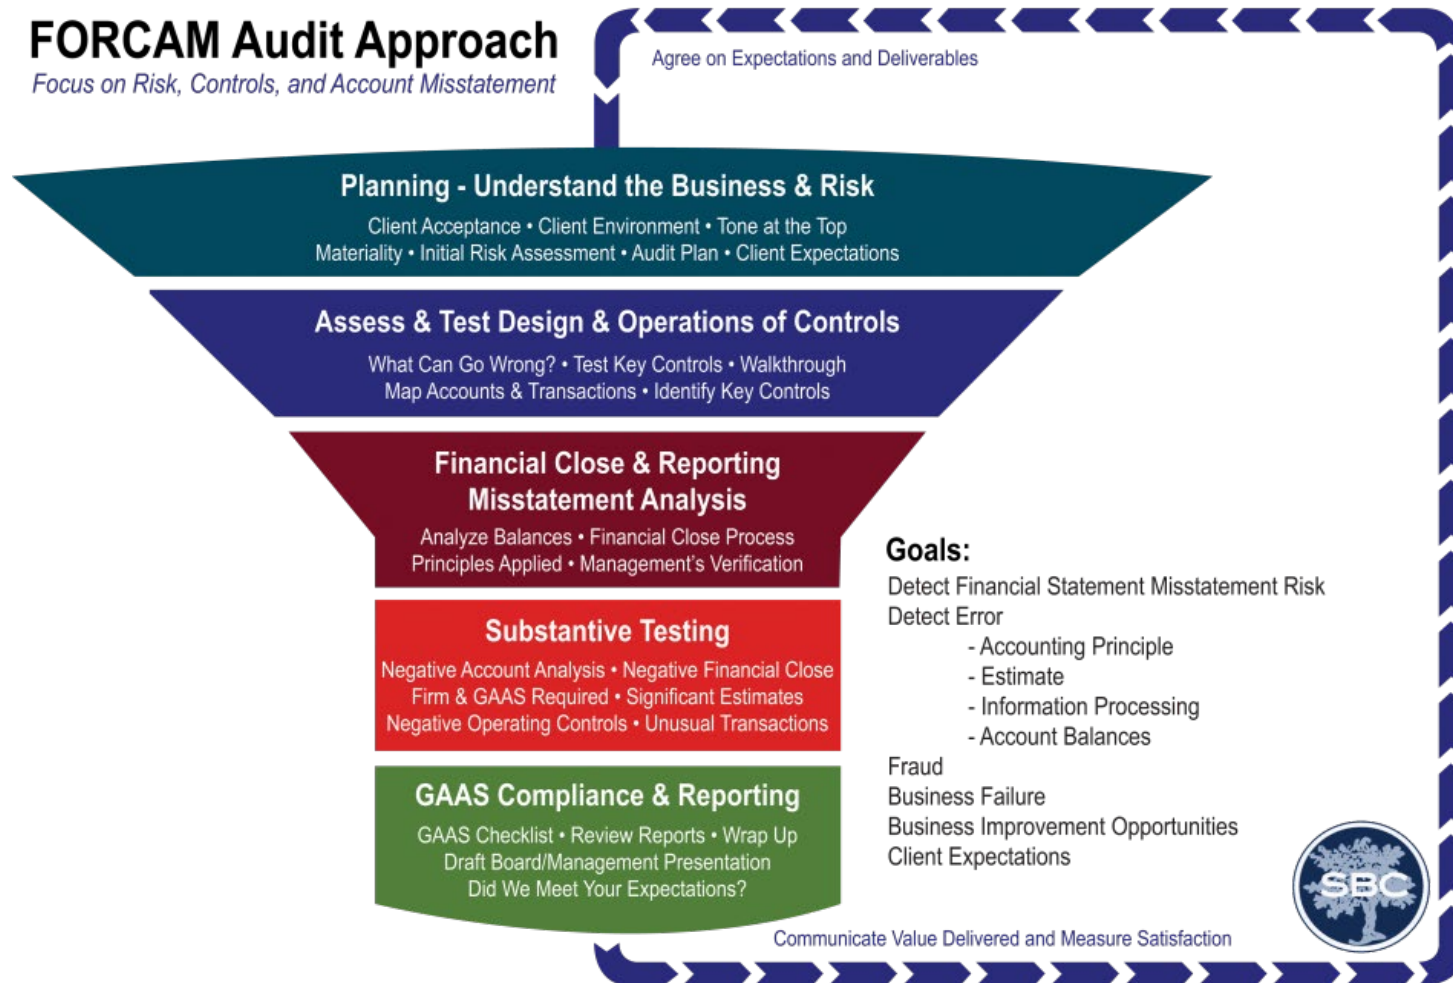 FORCAM Audit Approach
Focus on Risk, Controls, and Account Misstatement
Agree on Expectations and Deliverables
Planning - Understand the Business & Risk
Client Acceptance • Client Environment • Tone at the Top
Materiality • Initial Risk Assessment • Audit Plan • Client Expectations
Assess & Test Design & Operations of Controls
What Can Go Wrong? • Test Key Controls • Walkthrough
Map Accounts & Transactions • Identify Key Controls
Financial Close & Reporting
Misstatement Analysis
Analyze Balances • Financial Close Process
Principles Applied • Management's Verification
Substantive Testing
Negative Account Analysis • Negative Financial Close
Firm & GAAS Required • Significant Estimates
Negative Operating Controls • Unusual Transactions
GAAS Compliance & Reporting
GAAS Checklist • Review Reports • Wrap Up
Draft Board/Management Presentation
Did We Meet Your Expectations?
Goals:
Detect Financial Statement Misstatement Risk
Detect Error
- Accounting Principle
- Estimate
- Information Processing
- Account Balances
Fraud
Business Failure
Business Improvement Opportunities
Client Expectations
SBC
Communicate Value Delivered and Measure Satisfaction